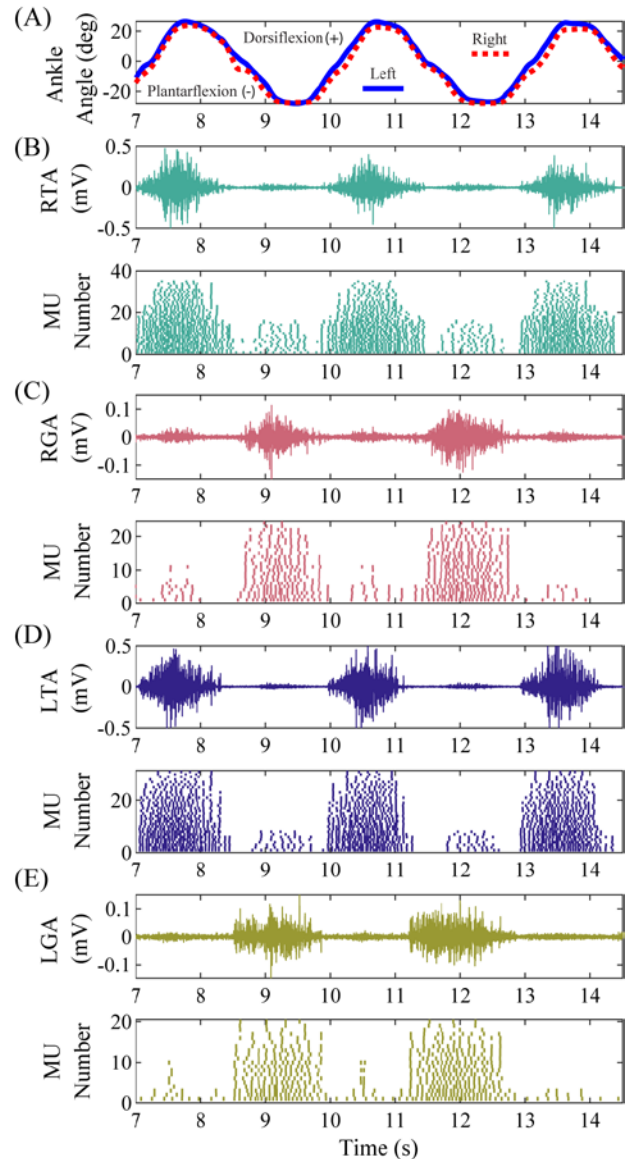 (A)
Ankle
Angle (deg)
20
0
-20
Dorsiflexion (+)
Right
Plantarflexion (-)
Left
7 8 9 10 11 12 13 14
(B)
RTA
(mV)
0.5
0
-0.5
7 8 9 10 11 12 13 14
MU
Number
40
20
0
7 8 9 10 11 12 13 14
(C)
RGA
(mV)
0.1
0
-0.1
7 8 9 10 11 12 13 14
MU
Number
20
10
0
7 8 9 10 11 12 13 14
(D)
LTA
(mV)
0.5
0
-0.5
7 8 9 10 11 12 13 14
MU
Number
20
0
7 8 9 10 11 12 13 14
(E)
LGA
(mV)
0.1
0
-0.1
7 8 9 10 11 12 13 14
MU
Number
20
10
0
7 8 9 10 11 12 13 14
Time (s)